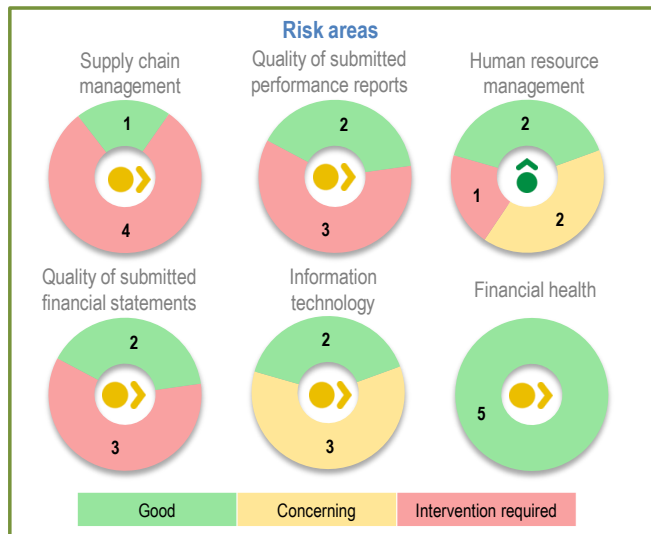 Risk areas
Supply chain
management
1
4
Quality of submitted
performance reports
2
3
Human resource
management
2
1
2
Quality of submitted
financial statements
2
3
Information
technology
2
3
Financial health
5
Good
Concerning
Intervention required